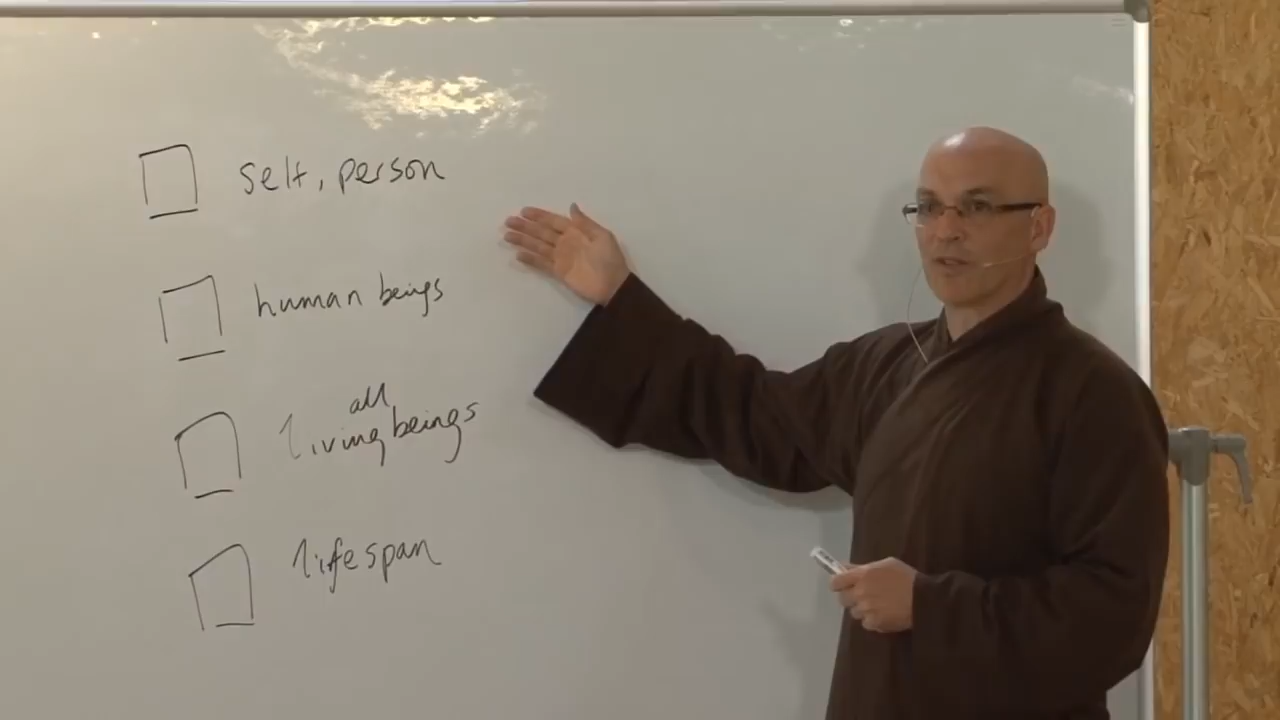 self, person
human beings
all
living beings
lifespan